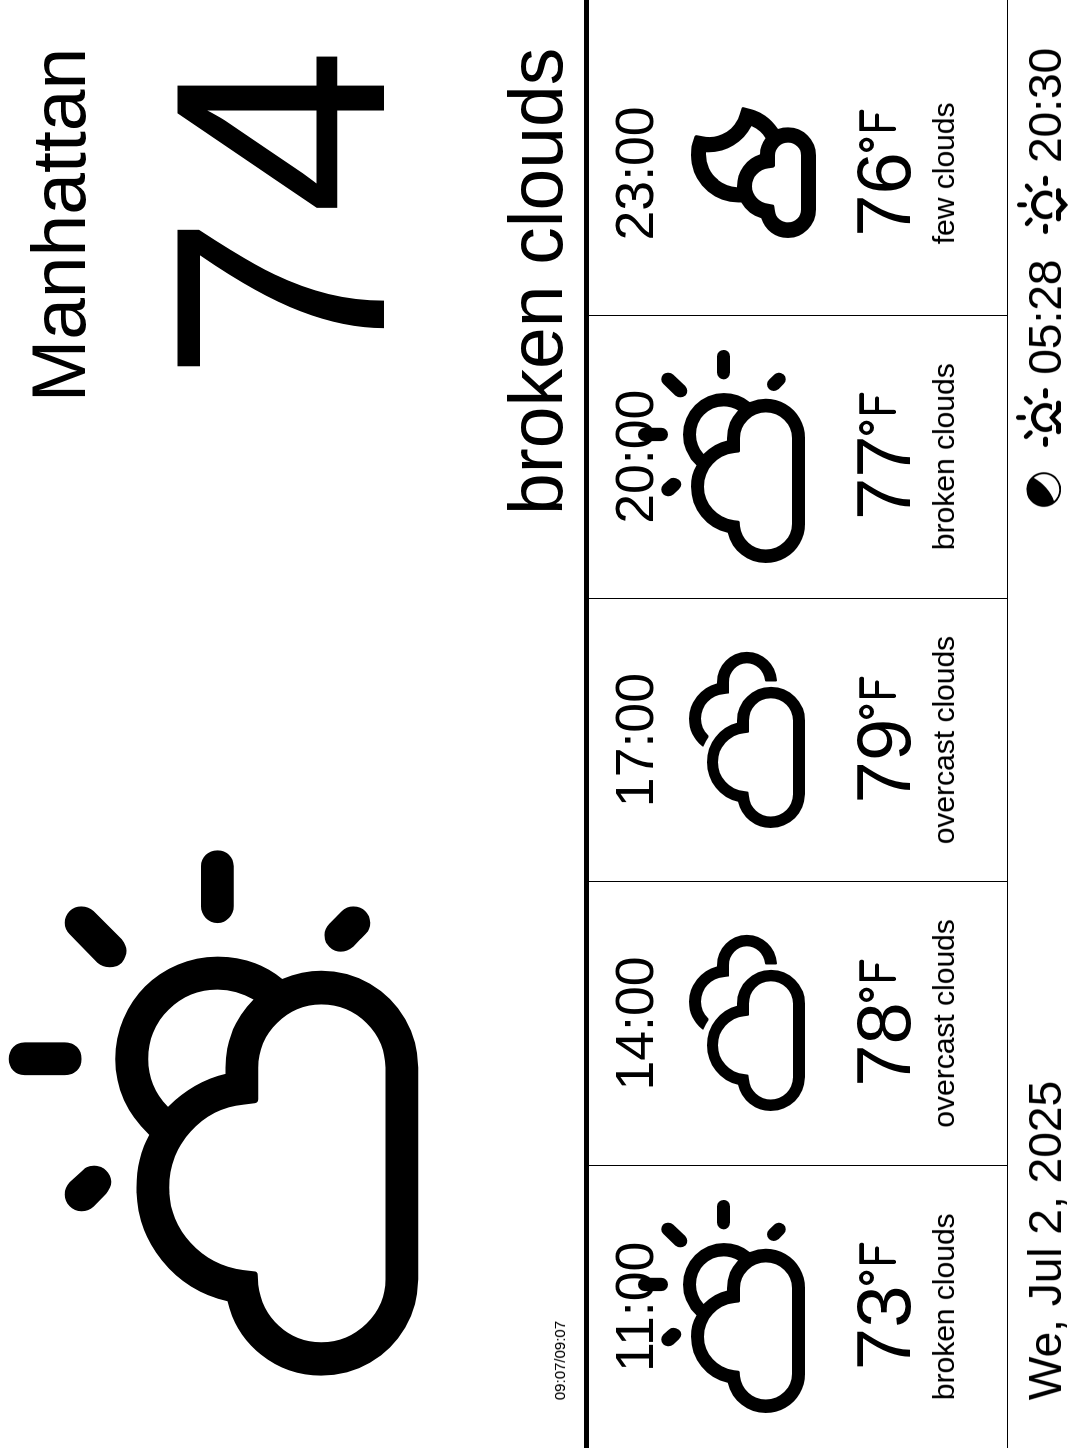 Manhattan
74
broken clouds
09:07/09:07
11:00
73°F
broken clouds
14:00
78°F
overcast clouds
17:00
79°F
overcast clouds
20:00
77°F
broken clouds
23:00
76°F
few clouds
We, Jul 2, 2025
05:28
20:30